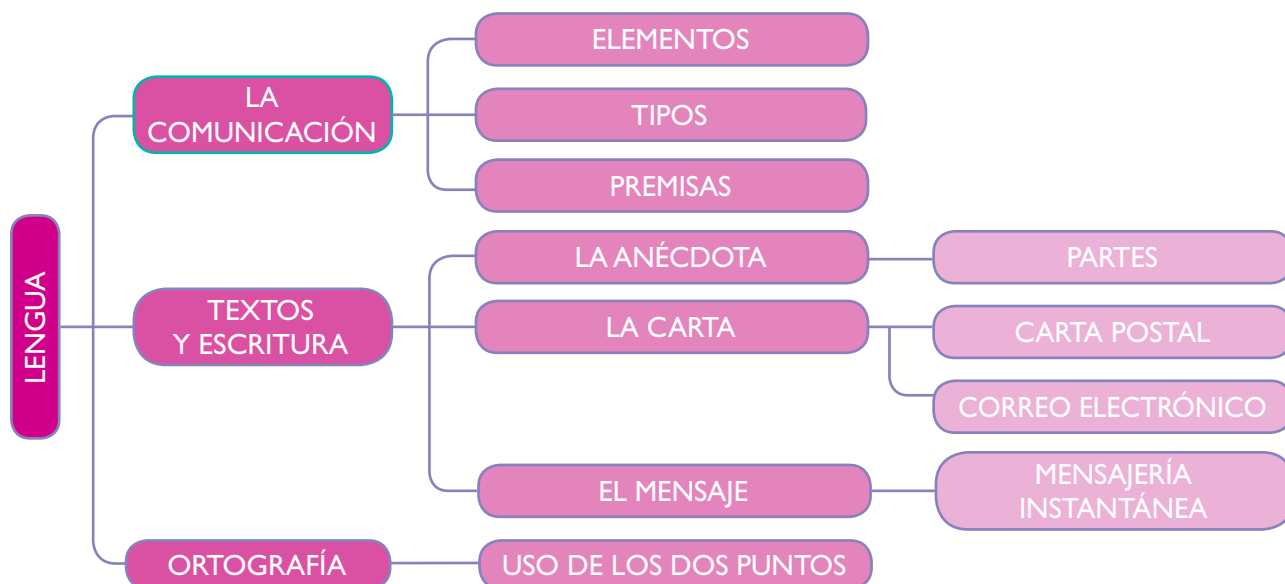 LENGUA
LA
COMUNICACIÓN
ELEMENTOS
TIPOS
PREMISAS
TEXTOS
Y ESCRITURA
LA ANÉCDOTA
PARTES
LA CARTA
CARTA POSTAL
CORREO ELECTRÓNICO
EL MENSAJE
MENSAJERÍA
INSTANTÁNEA
ORTOGRAFÍA
USO DE LOS DOS PUNTOS